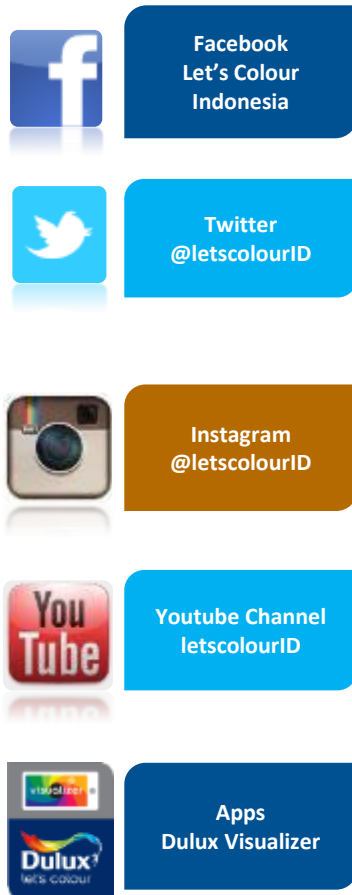 Facebook
Let's Colour
Indonesia
Twitter
@letscolourID
Instagram
@letscolourID
You
Tube
Youtube Channel
letscolourID
visualizer
Dulux
let's colour
Apps
Dulux Visualizer